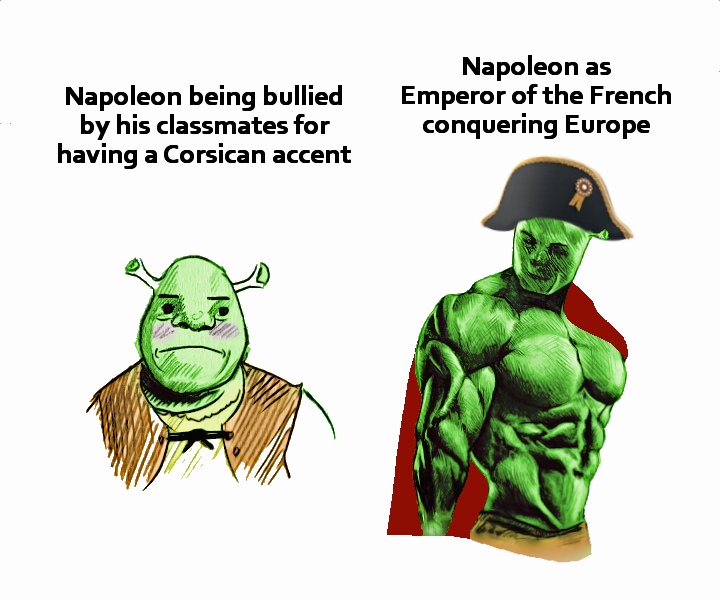 Napoleon being bullied
by his classmates for
having a Corsican accent
Napoleon as
Emperor of the French
conquering Europe